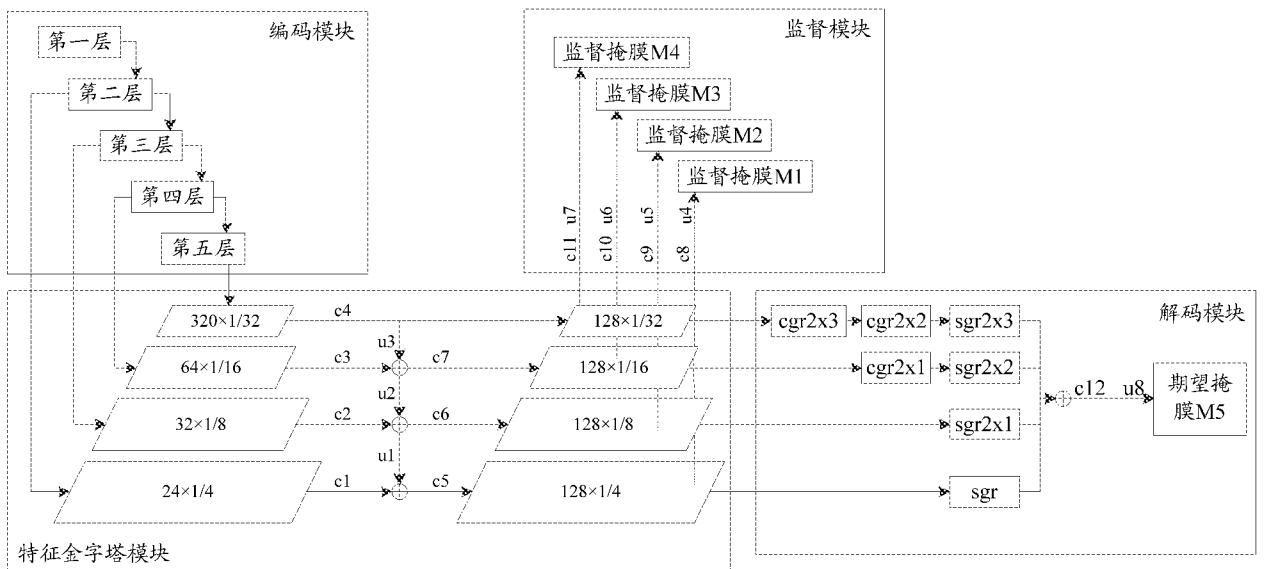 编码模块
第一层
第二层
第三层
第四层
第五层
监督模块
监督掩膜M4
监督掩膜M3
监督掩膜M2
监督掩膜M1
c11 u7
c10 u6
c9 u5
c8 u4
特征金字塔模块
320×1/32
c4
128×1/32
u3
64×1/16
c3
c7
128×1/16
u2
32×1/8
c2
c6
128×1/8
u1
24×1/4
c1
c5
128×1/4
解码模块
cgr2x3
cgr2x2
sgr2x3
cgr2x1
sgr2x2
sgr2x1
sgr
c12
u8
期望掩
膜M5